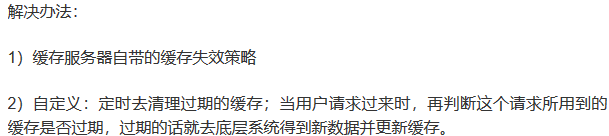 解决办法：
1）缓存服务器自带的缓存失效策略
2）自定义：定时去清理过期的缓存；当用户请求过来时，再判断这个请求所用到的
缓存是否过期，过期的话就去底层系统得到新数据并更新缓存。